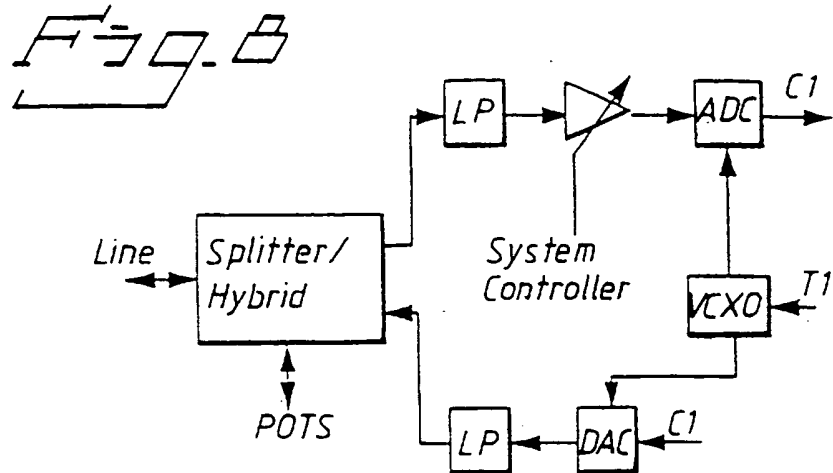 Fig. 8
LP
ADC
C1
Line
Splitter/
Hybrid
System
Controller
VCXO
T1
POTS
LP
DAC
C1